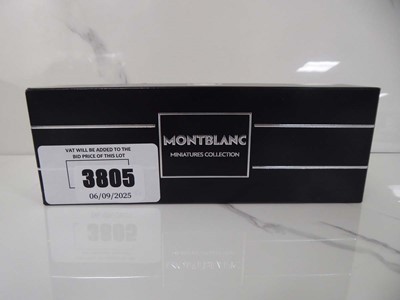 MONTBLANC
MINIATURES COLLECTION
VAT WILL BE ADDED TO THE
BID PRICE OF THIS LOT
3805
06/09/2025